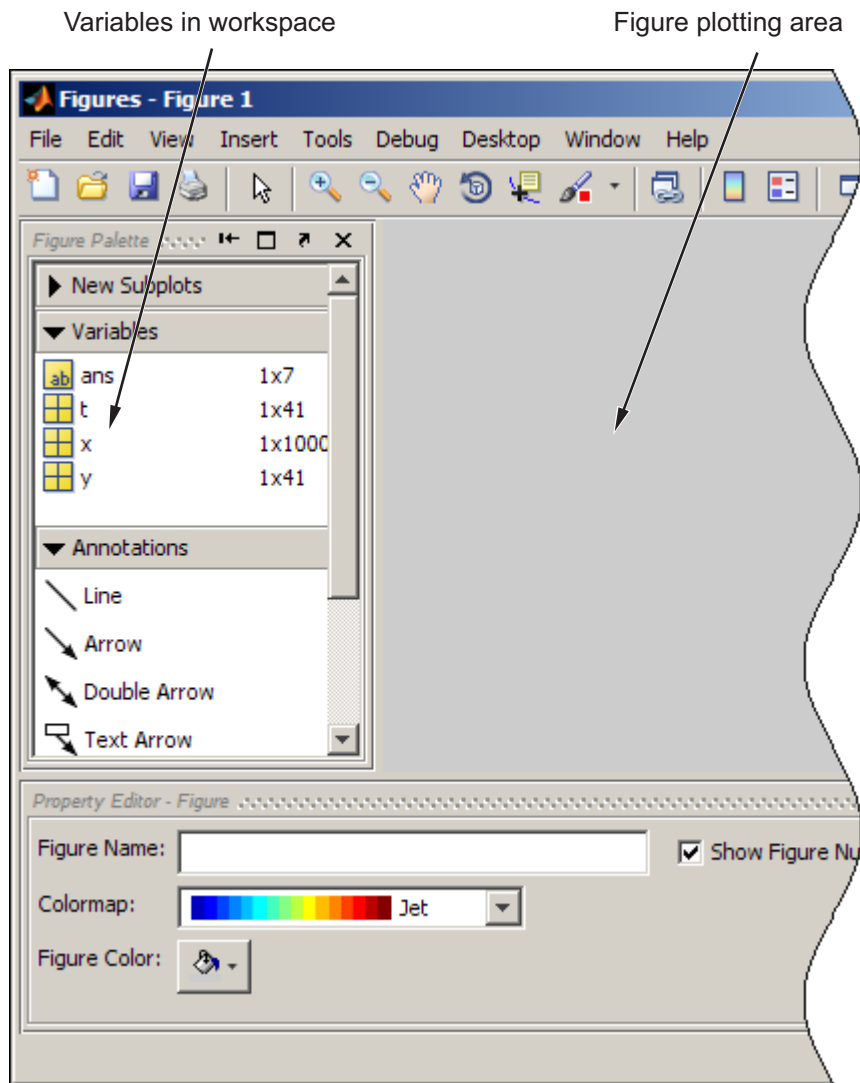 Variables in workspace
Figure plotting area
Figures - Figure 1
File Edit View Insert Tools Debug Desktop Window Help
Figure Palette
New Subplots
Variables
ab ans 1x7
t 1x41
x 1x1000
y 1x41
Annotations
Line
Arrow
Double Arrow
Text Arrow
Property Editor - Figure
Figure Name:
Show Figure Nu
Colormap:
Jet
Figure Color: